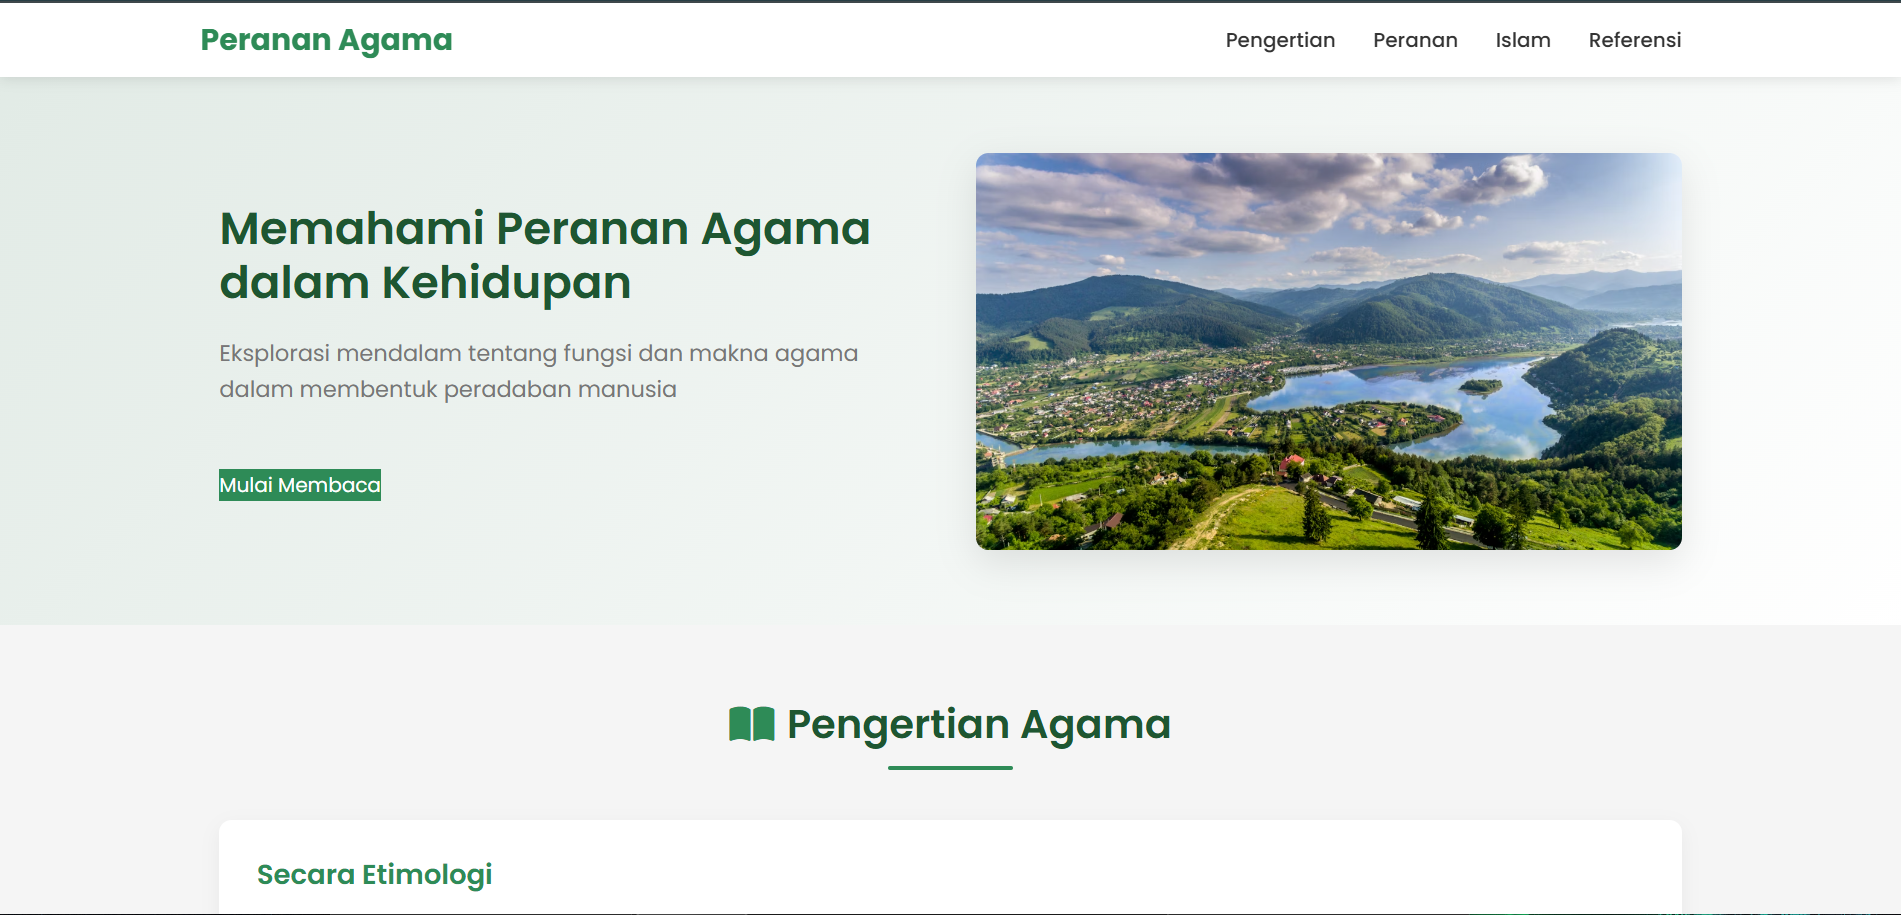 Peranan Agama
Pengertian
Peranan
Islam
Referensi
Memahami Peranan Agama
dalam Kehidupan
Eksplorasi mendalam tentang fungsi dan makna agama
dalam membentuk peradaban manusia
Mulai Membaca
Pengertian Agama
Secara Etimologi